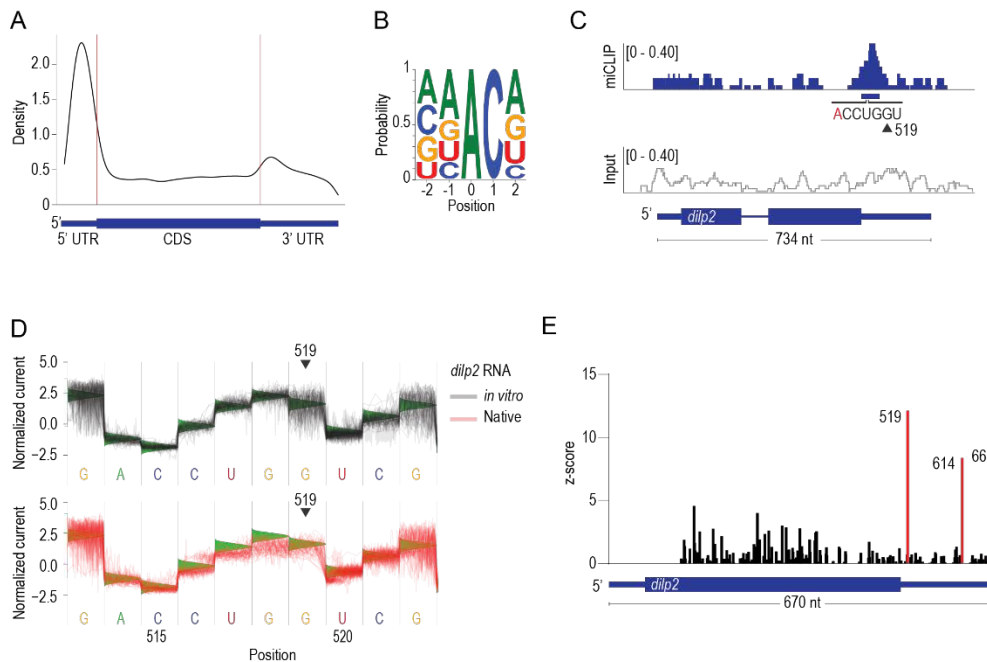 A
2.0
1.5
1.0
0.5
0
Density
5'
5' UTR
CDS
3' UTR
B
1
0.5
0
Probability
A A A C A
C G G
G U U
U C C
-2 -1 0 1 2
Position
C
miCLIP
[0 - 0.40]
ACCUGGU
519
Input
[0 - 0.40]
5'
dilp2
734 nt
D
519
Normalized current
5.0
2.5
0.0
-2.5
G A C C U G G U C G
dilp2 RNA
in vitro
Native
519
Normalized current
5.0
2.5
0.0
-2.5
G A C C U G G U C G
515 520
Position
E
15
10
5
0
z-score
519
614
66
5'
dilp2
670 nt